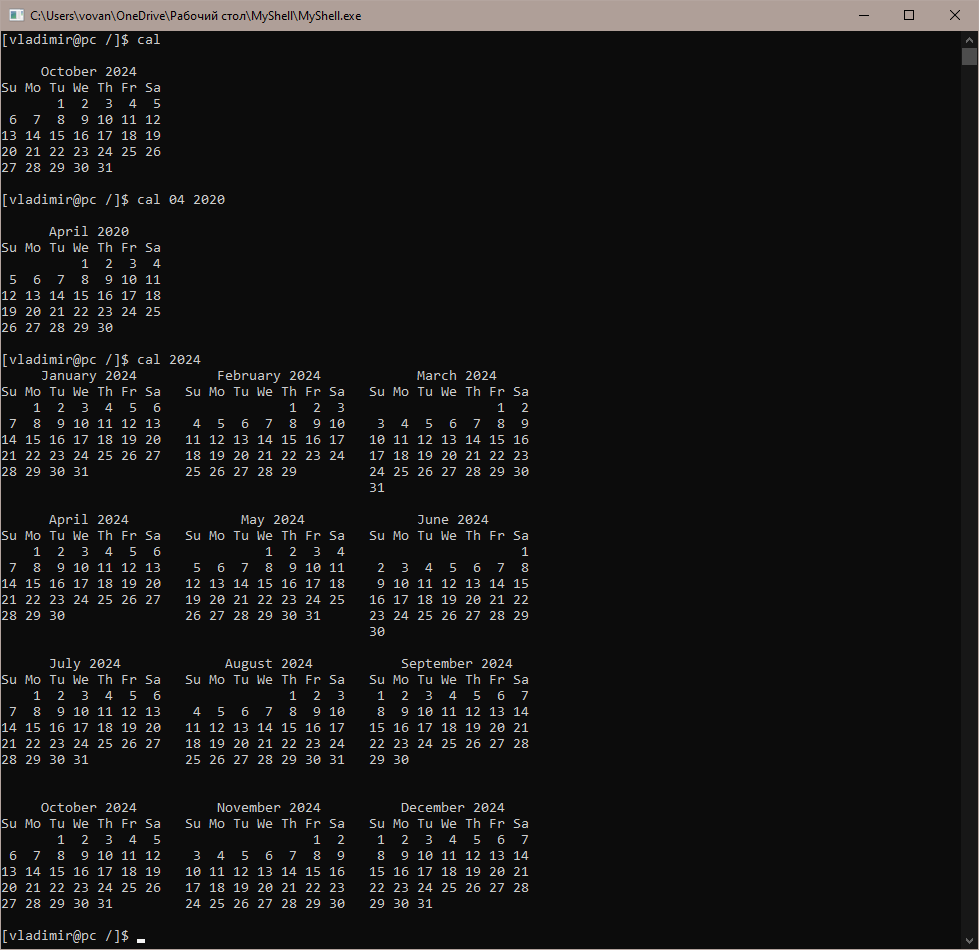 C:\Users\vovan\OneDrive\Рабочий стол\MyShell\MyShell.exe
[vladimir@pc /]$ cal

     October 2024
Su Mo Tu We Th Fr Sa
       1  2  3  4  5
 6  7  8  9 10 11 12
13 14 15 16 17 18 19
20 21 22 23 24 25 26
27 28 29 30 31

[vladimir@pc /]$ cal 04 2020

      April 2020
Su Mo Tu We Th Fr Sa
          1  2  3  4
 5  6  7  8  9 10 11
12 13 14 15 16 17 18
19 20 21 22 23 24 25
26 27 28 29 30

[vladimir@pc /]$ cal 2024
     January 2024          February 2024            March 2024
Su Mo Tu We Th Fr Sa   Su Mo Tu We Th Fr Sa   Su Mo Tu We Th Fr Sa
    1  2  3  4  5  6                1  2  3                   1  2
 7  8  9 10 11 12 13    4  5  6  7  8  9 10    3  4  5  6  7  8  9
14 15 16 17 18 19 20   11 12 13 14 15 16 17   10 11 12 13 14 15 16
21 22 23 24 25 26 27   18 19 20 21 22 23 24   17 18 19 20 21 22 23
28 29 30 31            25 26 27 28 29         24 25 26 27 28 29 30
                                              31

      April 2024              May 2024              June 2024
Su Mo Tu We Th Fr Sa   Su Mo Tu We Th Fr Sa   Su Mo Tu We Th Fr Sa
    1  2  3  4  5  6             1  2  3  4                      1
 7  8  9 10 11 12 13    5  6  7  8  9 10 11    2  3  4  5  6  7  8
14 15 16 17 18 19 20   12 13 14 15 16 17 18    9 10 11 12 13 14 15
21 22 23 24 25 26 27   19 20 21 22 23 24 25   16 17 18 19 20 21 22
28 29 30               26 27 28 29 30 31      23 24 25 26 27 28 29
                                              30

      July 2024             August 2024           September 2024
Su Mo Tu We Th Fr Sa   Su Mo Tu We Th Fr Sa   Su Mo Tu We Th Fr Sa
    1  2  3  4  5  6                1  2  3    1  2  3  4  5  6  7
 7  8  9 10 11 12 13    4  5  6  7  8  9 10    8  9 10 11 12 13 14
14 15 16 17 18 19 20   11 12 13 14 15 16 17   15 16 17 18 19 20 21
21 22 23 24 25 26 27   18 19 20 21 22 23 24   22 23 24 25 26 27 28
28 29 30 31            25 26 27 28 29 30 31   29 30

     October 2024          November 2024          December 2024
Su Mo Tu We Th Fr Sa   Su Mo Tu We Th Fr Sa   Su Mo Tu We Th Fr Sa
       1  2  3  4  5                   1  2    1  2  3  4  5  6  7
 6  7  8  9 10 11 12    3  4  5  6  7  8  9    8  9 10 11 12 13 14
13 14 15 16 17 18 19   10 11 12 13 14 15 16   15 16 17 18 19 20 21
20 21 22 23 24 25 26   17 18 19 20 21 22 23   22 23 24 25 26 27 28
27 28 29 30 31         24 25 26 27 28 29 30   29 30 31

[vladimir@pc /]$